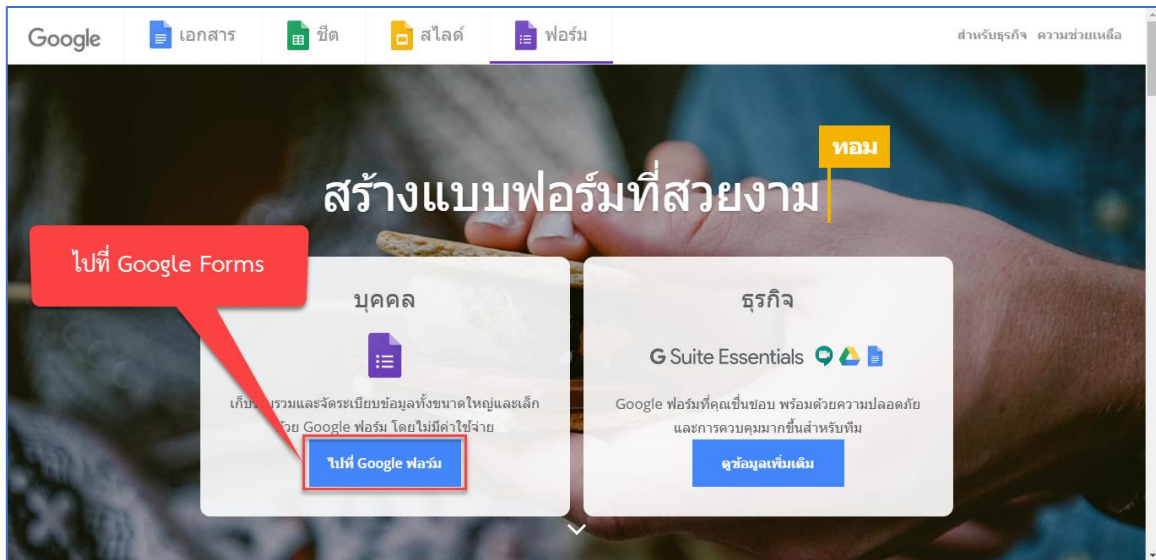 Google เอกสาร ชีต สไลด์ ฟอร์ม สำหรับธุรกิจ ความช่วยเหลือ
ทอม
สร้างแบบฟอร์มที่สวยงาม
ไปที่ Google Forms
บุคคล
เก็บรวบรวมและจัดระเบียบข้อมูลทั้งขนาดใหญ่และเล็ก
ด้วย Google ฟอร์ม โดยไม่มีค่าใช้จ่าย
ไปที่ Google ฟอร์ม
ธุรกิจ
G Suite Essentials
Google ฟอร์มที่คุณชื่นชอบ พร้อมด้วยความปลอดภัย
และการควบคุมมากขึ้นสำหรับทีม
ดูข้อมูลเพิ่มเติม